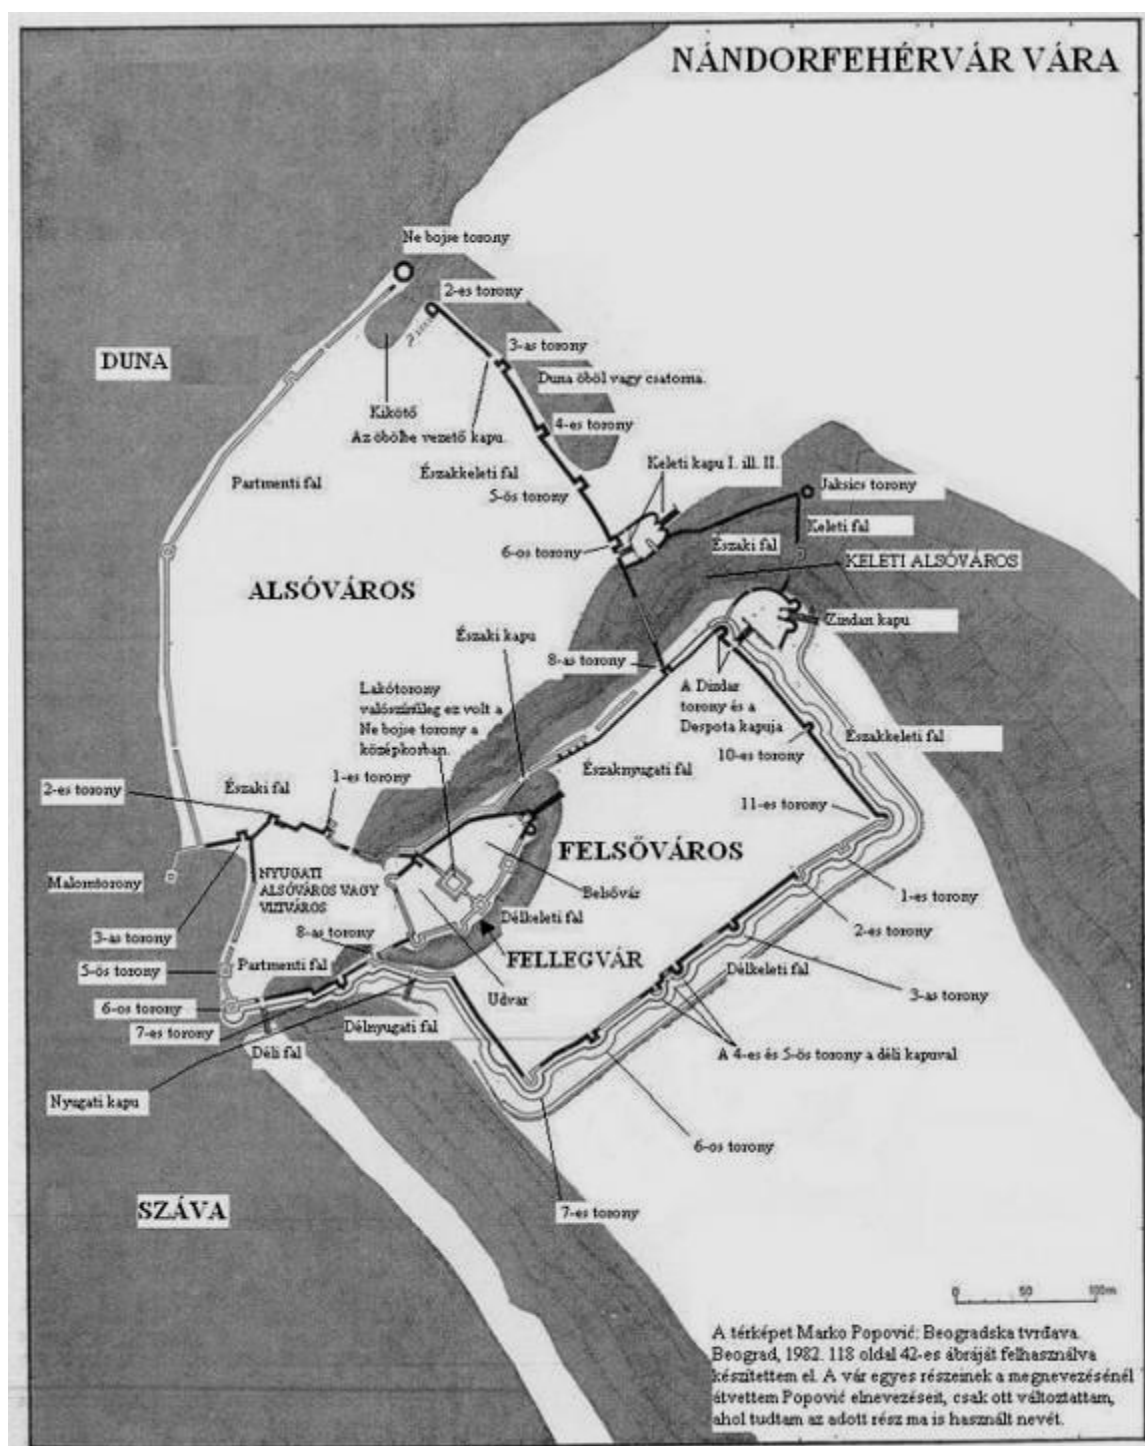 NÁNDORFEHÉRVÁR VÁRA
Ne bojse torony
2-es torony
DUNA
3-as torony
Duna öböl vagy csatorna.
Kikötő
Az öbölbe vezető kapu.
4-es torony
Partmenti fal
Északkeleti fal
Keleti kapu I. ill. II.
5-ös torony
Jaksics torony
6-os torony
Északi fal
Keleti fal
KELETI ALSÓVÁROS
ALSÓVÁROS
Zindan kapu
Északi kapu
8-as torony
Lakótorony
valószínűleg ez volt a
Ne bojse torony a
középkorban.
A Dizdar
torony és a
Despota kapuja
Északkeleti fal
10-es torony
Északnyugati fal
1-es torony
Északi fal
2-es torony
11-es torony
FELSŐVÁROS
Malomtorony
NYUGATI
ALSÓVÁROS VAGY
VIZIVÁROS
Belsővár
1-es torony
Délkeleti fal
2-es torony
8-as torony
3-as torony
FELLEGVÁR
Partmenti fal
5-ös torony
Délkeleti fal
3-as torony
Udvar
6-os torony
7-es torony
Délnyugati fal
Déli fal
A 4-es és 5-ös torony a déli kapuval
Nyugati kapu
6-os torony
SZÁVA
7-es torony
0 50 100m
A térképet Marko Popović: Beogradska tvrđava.
Beograd, 1982. 118 oldal 42-es ábráját felhasználva
készítettem el. A vár egyes részeinek a megnevezésénél
átvettem Popović elnevezéseit, csak ott változtattam,
ahol tudtam az adott rész ma is használt nevét.